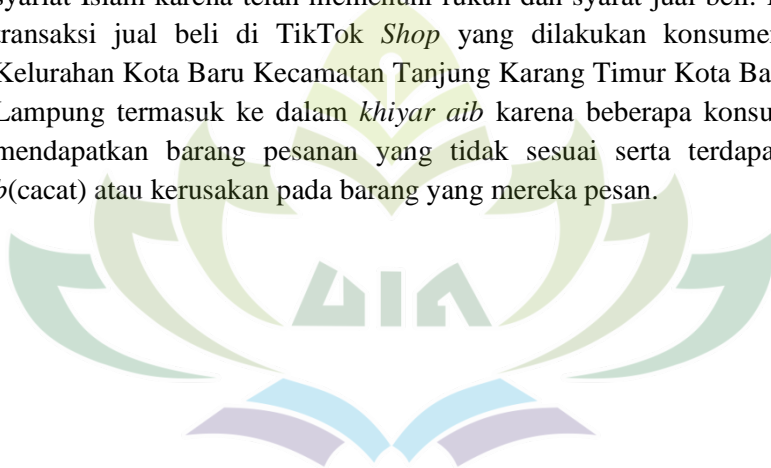 syariat Islam karena telah memenuhi rukun dan syarat jual beli.
transaksi jual beli di TikTok Shop yang dilakukan konsume
Kelurahan Kota Baru Kecamatan Tanjung Karang Timur Kota Ba
Lampung termasuk ke dalam khiyar aib karena beberapa konsu
mendapatkan barang pesanan yang tidak sesuai serta terdapa
b(cacat) atau kerusakan pada barang yang mereka pesan.
UIN